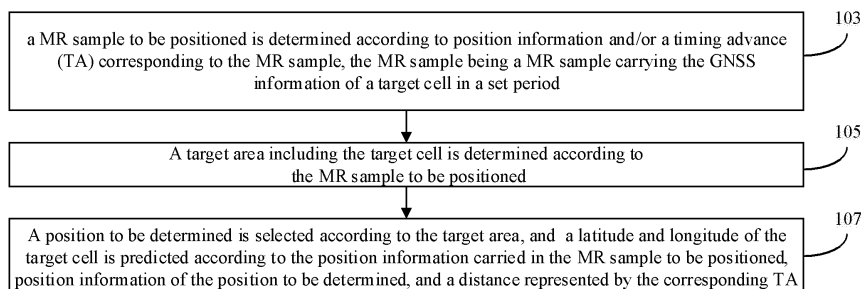 103
a MR sample to be positioned is determined according to position information and/or a timing advance
(TA) corresponding to the MR sample, the MR sample being a MR sample carrying the GNSS
information of a target cell in a set period
105
A target area including the target cell is determined according to
the MR sample to be positioned
107
A position to be determined is selected according to the target area, and a latitude and longitude of the
target cell is predicted according to the position information carried in the MR sample to be positioned,
position information of the position to be determined, and a distance represented by the corresponding TA